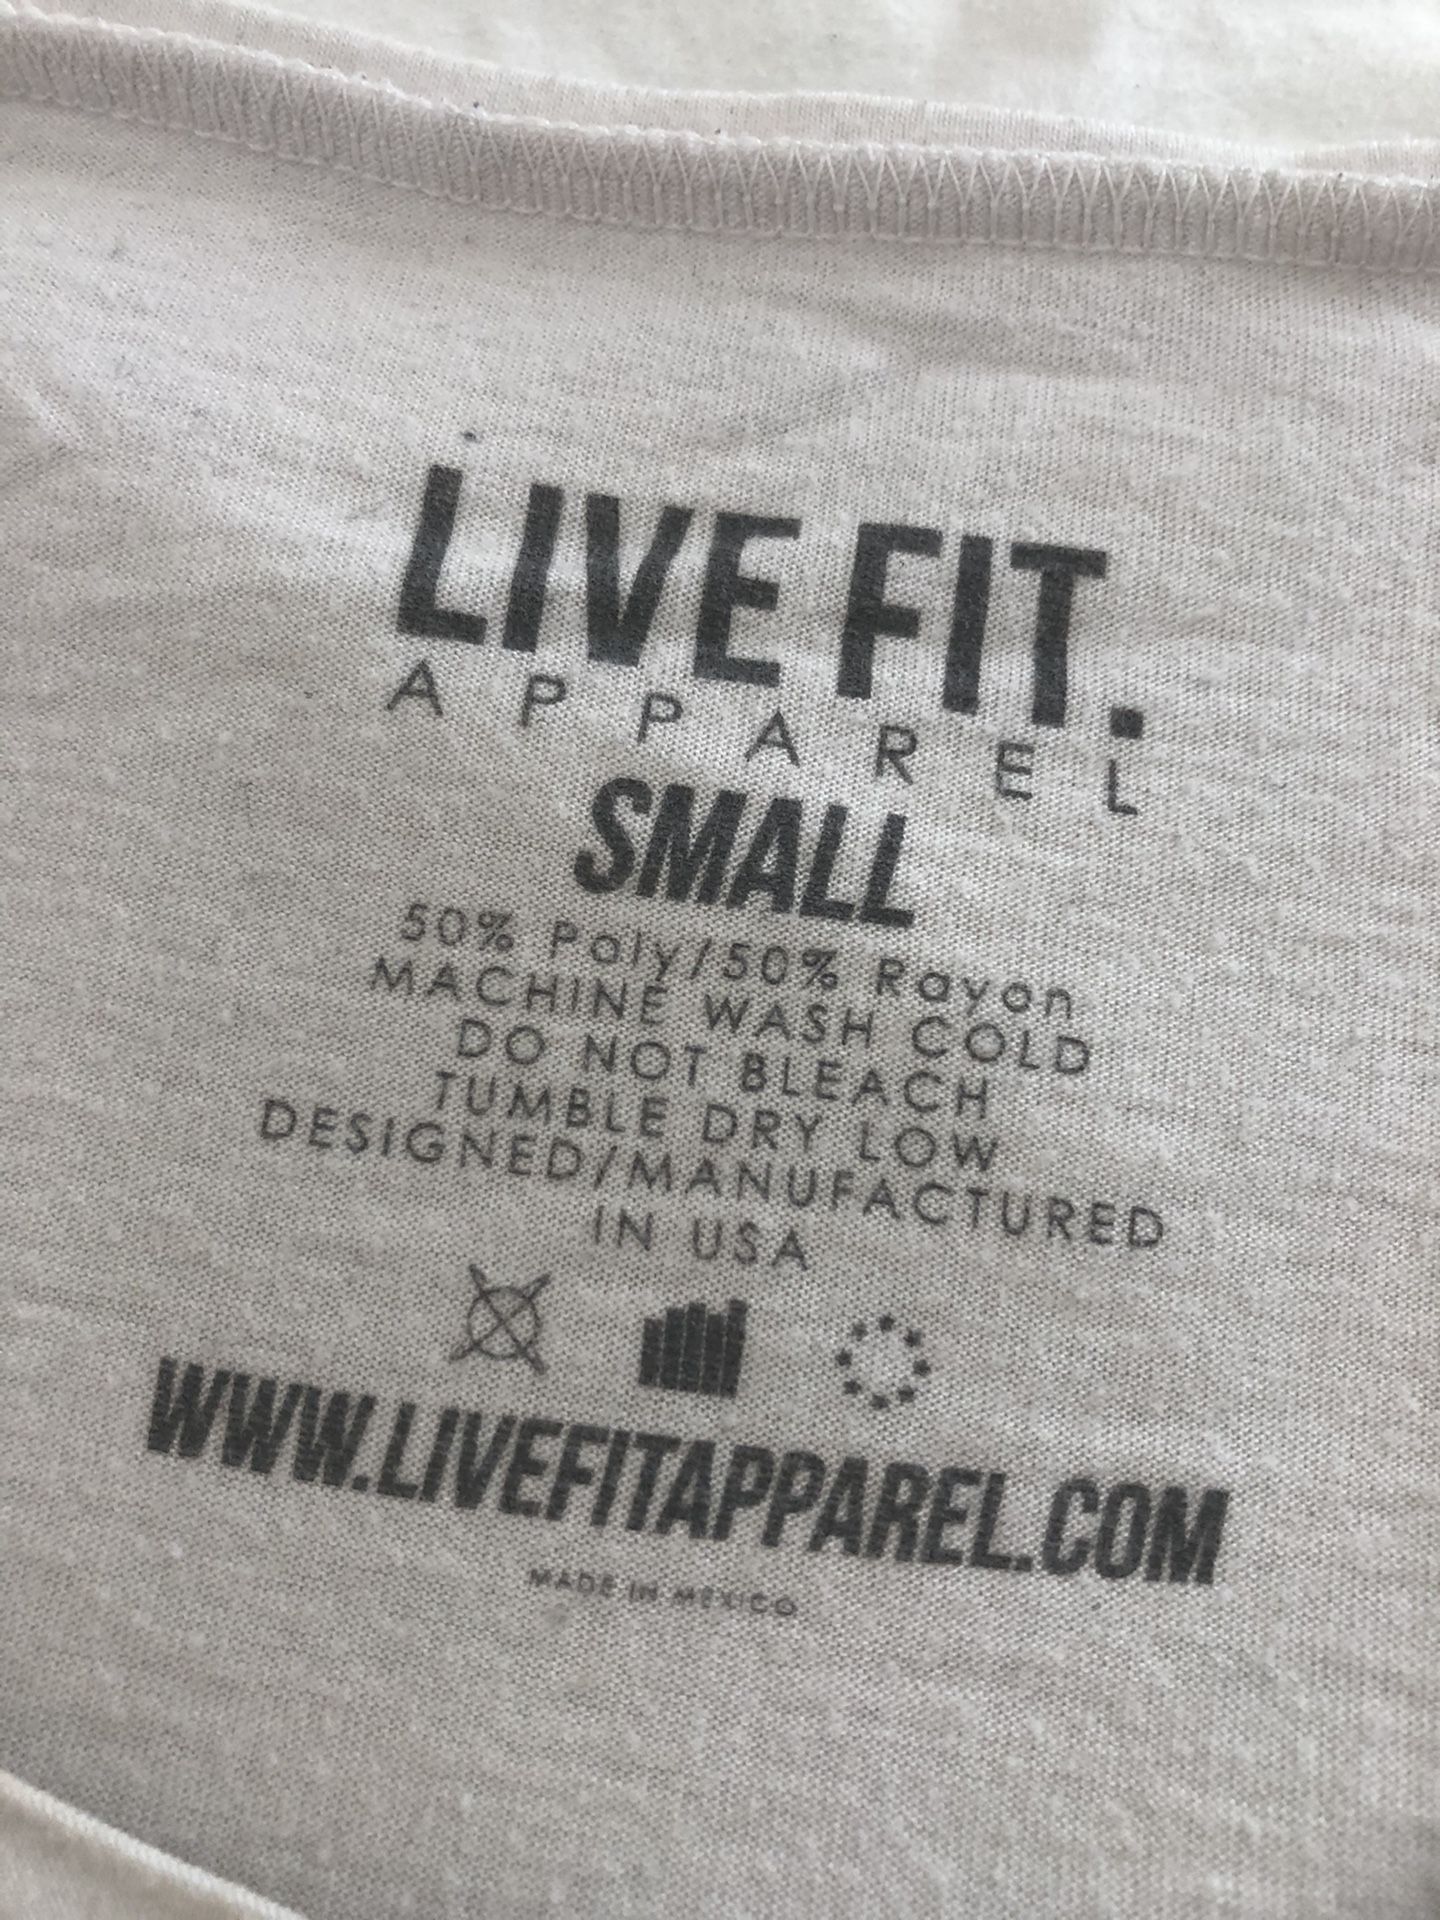 LIVE FIT.
APPAREL
SMALL
50% Poly/50% Rayon
MACHINE WASH COLD
DO NOT BLEACH
TUMBLE DRY LOW
DESIGNED/MANUFACTURED
IN USA
WWW.LIVEFITAPPAREL.COM
MADE IN MEXICO